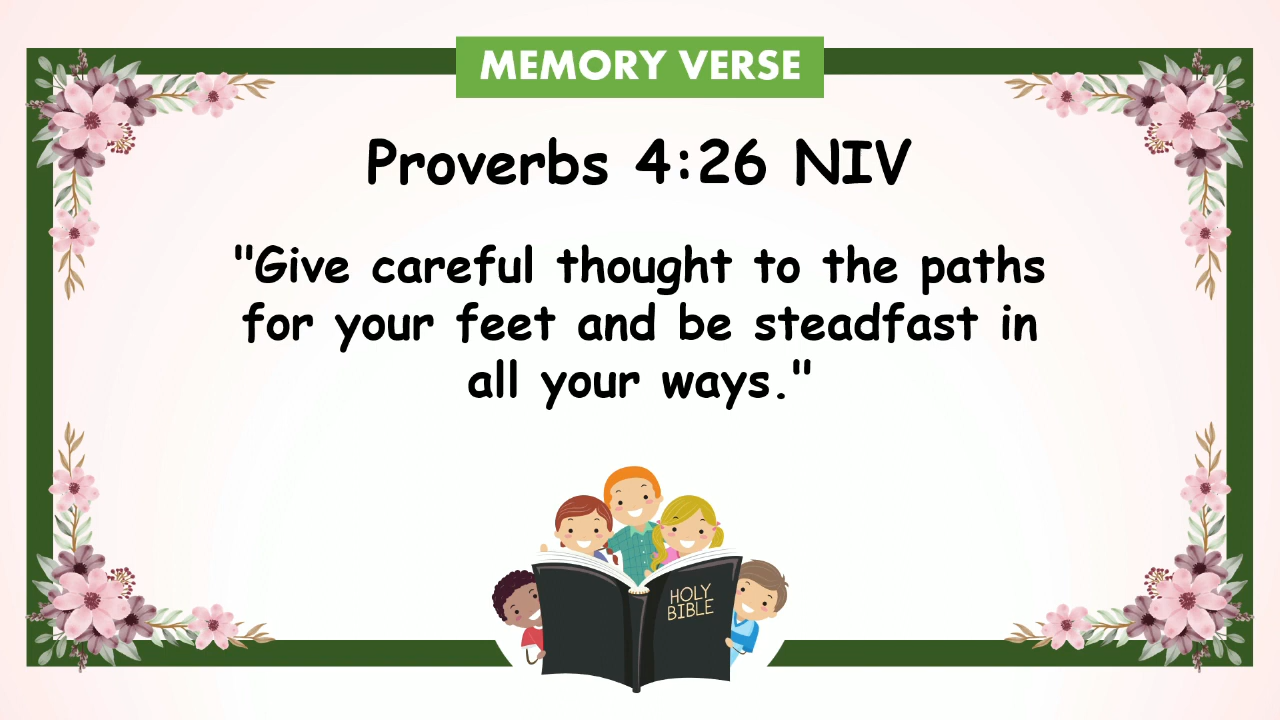 MEMORY VERSE
Proverbs 4:26 NIV
"Give careful thought to the paths
for your feet and be steadfast in
all your ways."
HOLY
BIBLE